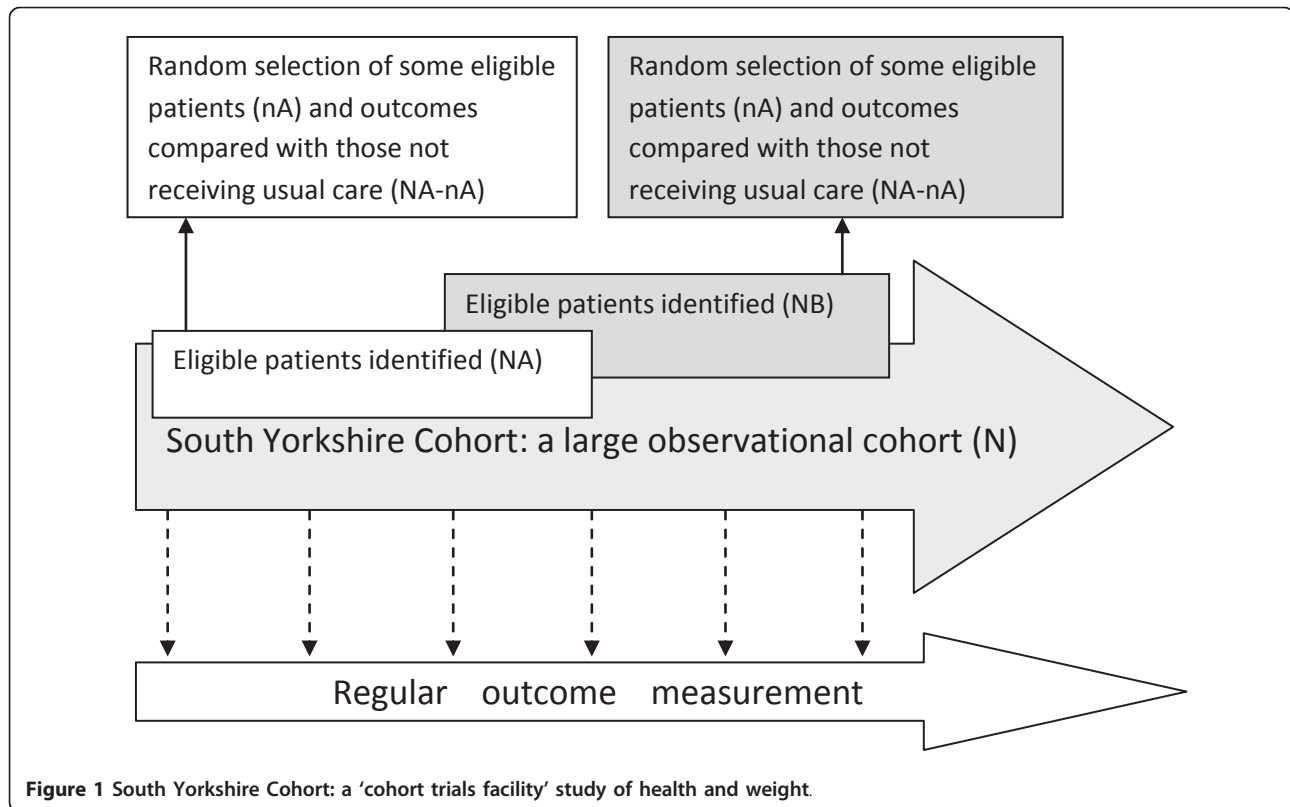 Random selection of some eligible
patients (nA) and outcomes
compared with those not
receiving usual care (NA-nA)
Random selection of some eligible
patients (nA) and outcomes
compared with those not
receiving usual care (NA-nA)
Eligible patients identified (NB)
Eligible patients identified (NA)
South Yorkshire Cohort: a large observational cohort (N)
Regular outcome measurement
Figure 1 South Yorkshire Cohort: a ‘cohort trials facility’ study of health and weight.